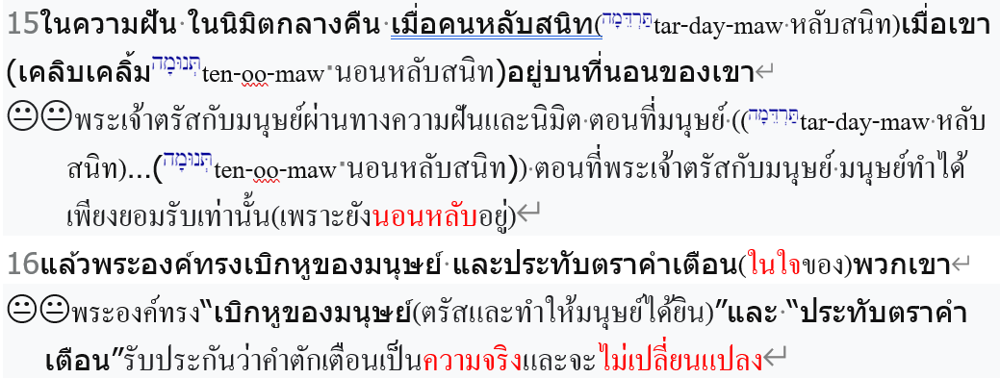 15ในความฝัน ในนิมิตกลางคืน เมื่อคนหลับสนิท(תַּרְדֵּמָהtar-day-maw หลับสนิท)เมื่อเขา
(เคลิบเคลิ้มתְּנוּמָהten-oo-maw นอนหลับสนิท)อยู่บนที่นอนของเขา↵
😐😐พระเจ้าตรัสกับมนุษย์ผ่านทางความฝันและนิมิต ตอนที่มนุษย์ ((תַּרְדֵּמָהtar-day-maw หลับ
สนิท)...(תְּנוּמָהten-oo-maw นอนหลับสนิท)) ตอนที่พระเจ้าตรัสกับมนุษย์ มนุษย์ทำได้
เพียงยอมรับเท่านั้น(เพราะยังนอนหลับอยู่)↵
16แล้วพระองค์ทรงเบิกหูของมนุษย์ และประทับตราคำเตือน(ในใจของ)พวกเขา↵
😐😐พระองค์ทรง“เบิกหูของมนุษย์(ตรัสและทำให้มนุษย์ได้ยิน)”และ “ประทับตราคำ
เตือน”รับประกันว่าคำตักเตือนเป็นความจริงและจะไม่เปลี่ยนแปลง↵